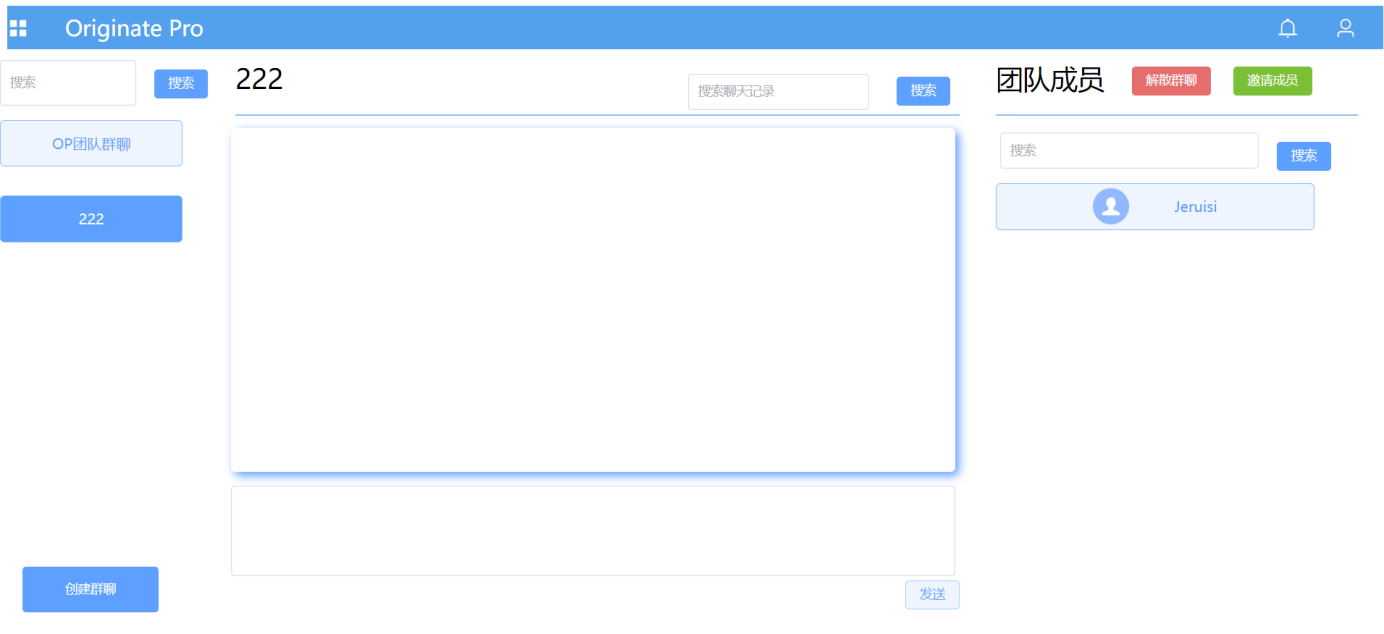 Originate Pro
搜索
搜索
OP团队群聊
222
创建群聊
222
搜索聊天记录
搜索
发送
团队成员
解散群聊
邀请成员
搜索
搜索
Jeruisi